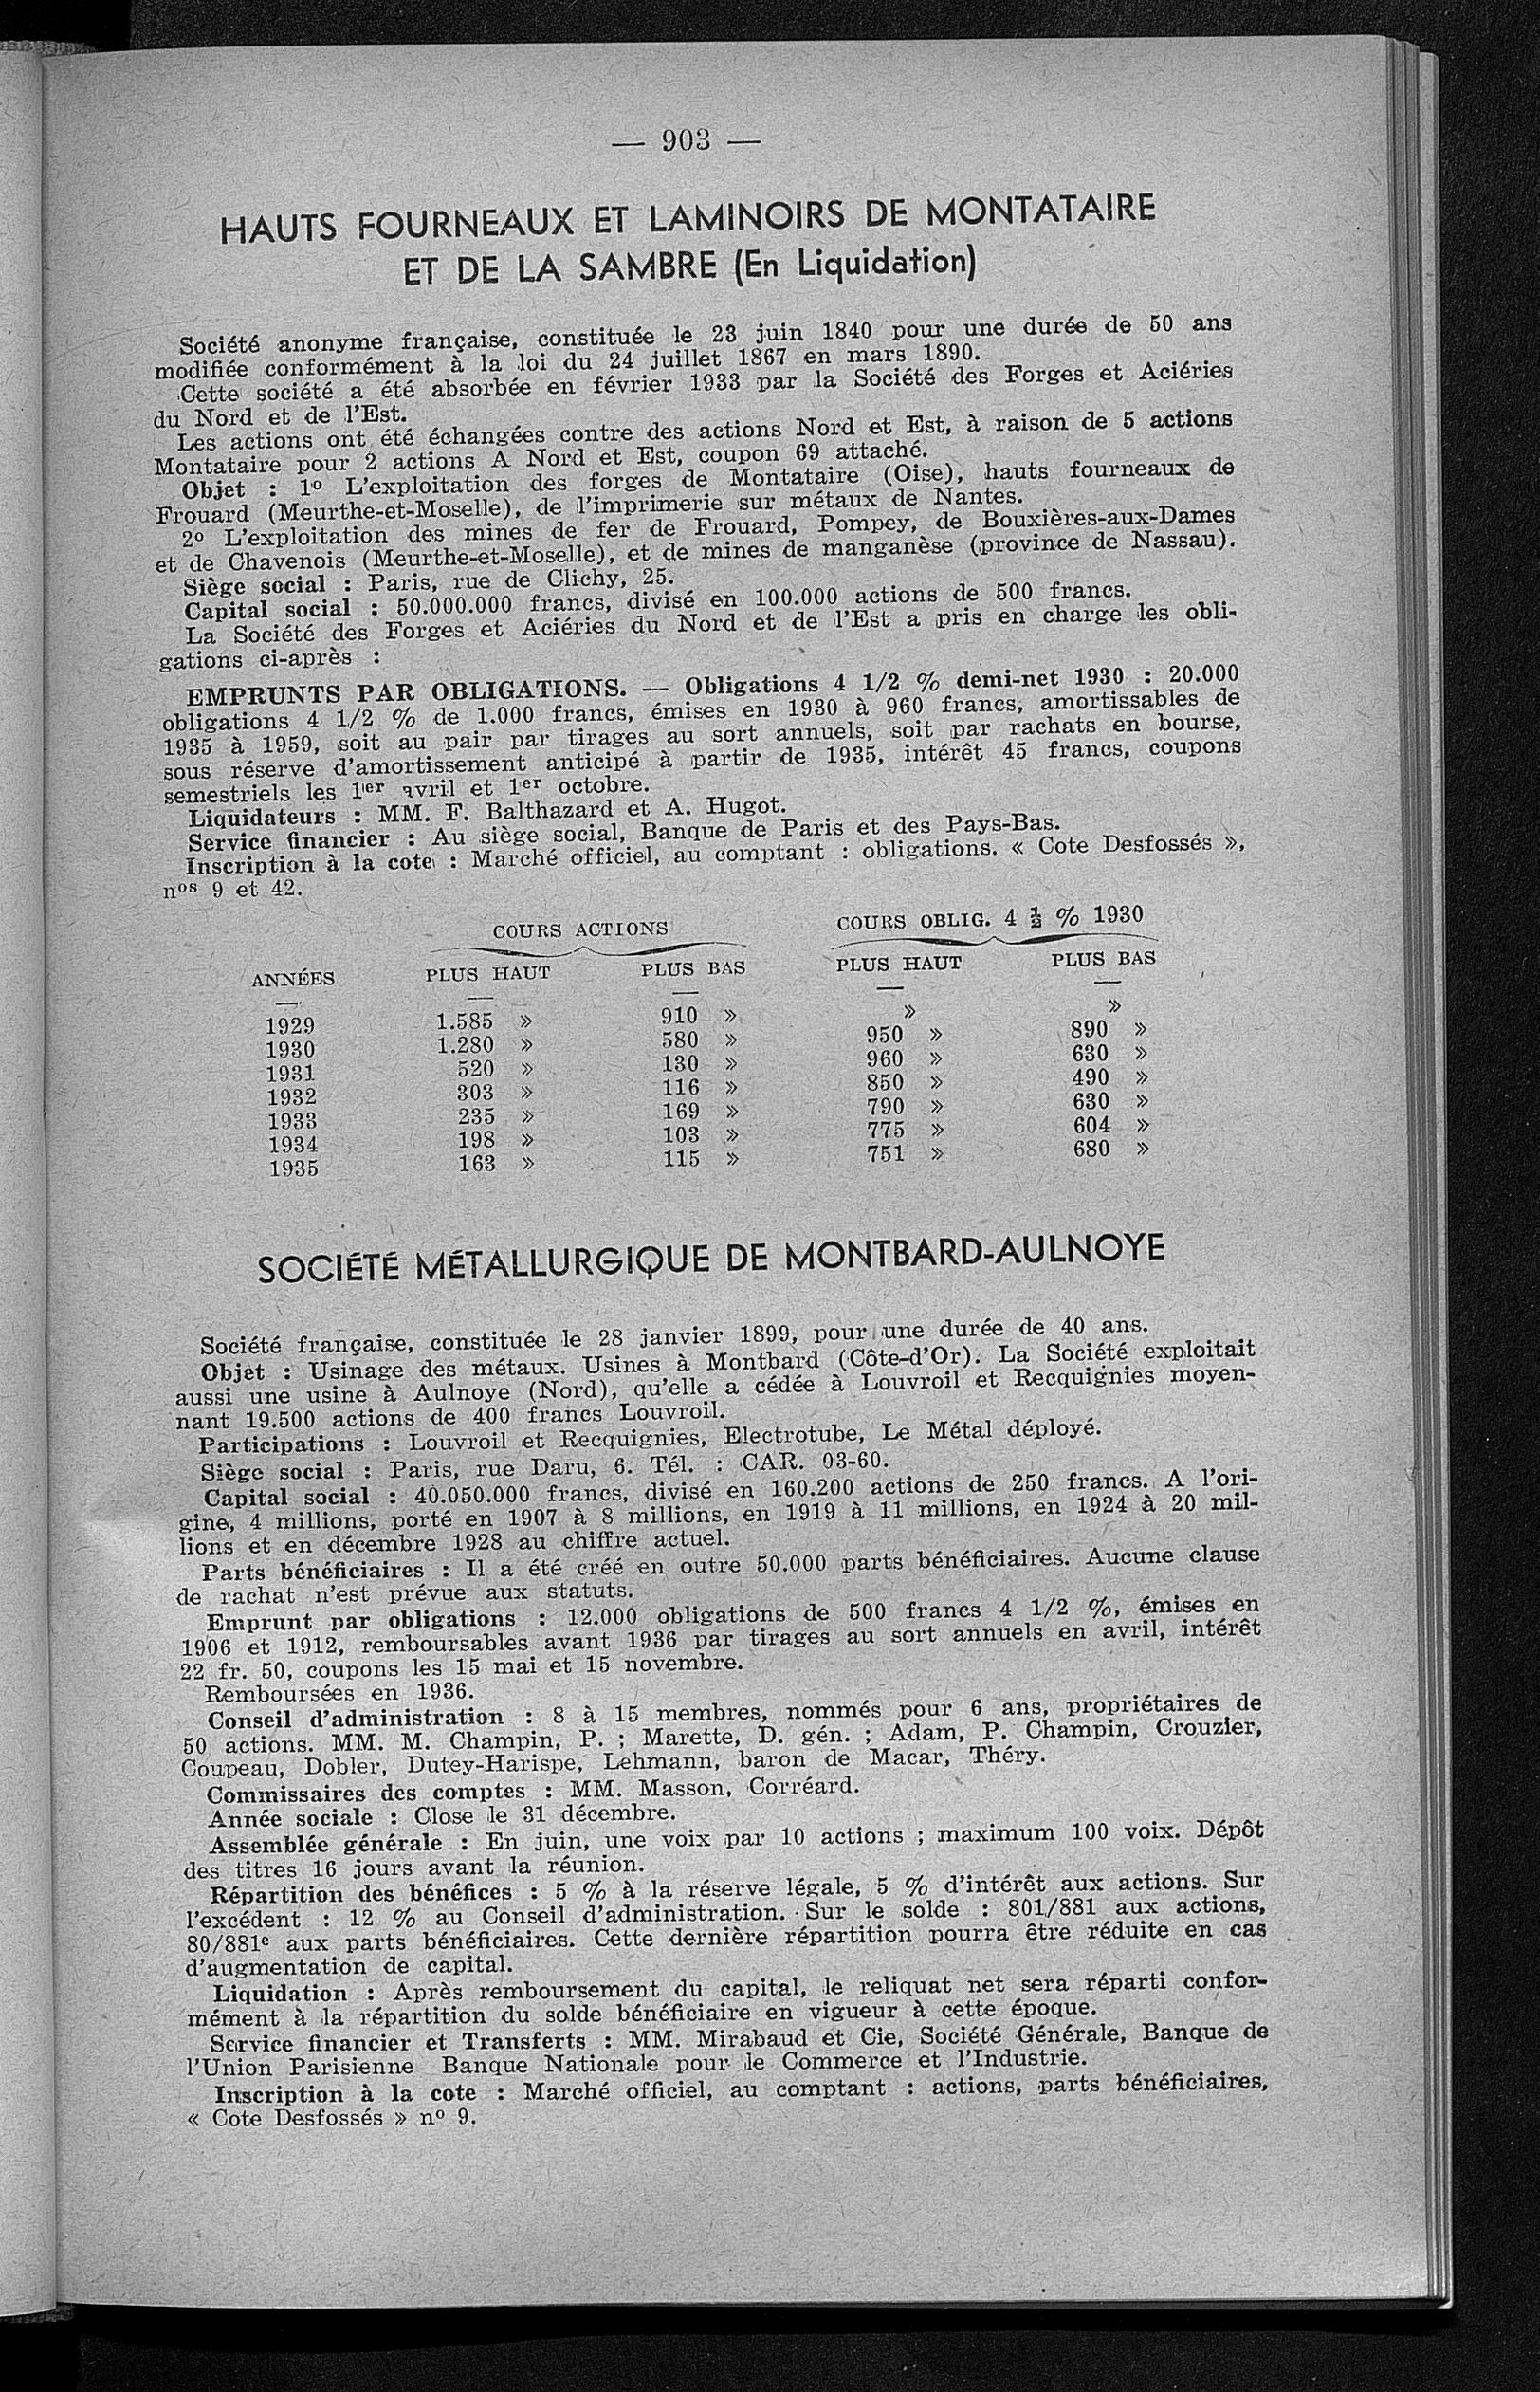 — 903 —
HAUTS FOURNEAUX ET LAMINOIRS DE MONTATAIRE
ET DE LA SAMBRE (En Liquidation)
Société anonyme française, constituée le 23 juin 1840 pour une durée de 50 ans
modifiée conformément à la loi du 24 juillet 1867 en mars 1890.
Cette société a été absorbée en février 1933 par la Société des Forges et Aciéries
du Nord et de l'Est.
Les actions ont été échangées contre des actions Nord et Est, à raison de 5 actions
Montataire pour 2 actions A Nord et Est, coupon 69 attaché.
Objet : 1º L'exploitation des forges de Montataire (Oise), hauts fourneaux de
Frouard (Meurthe-et-Moselle), de l'imprimerie sur métaux de Nantes.
2º L'exploitation des mines de fer de Frouard, Pompey, de Bouxières-aux-Dames
et de Chavenois (Meurthe-et-Moselle), et de mines de manganèse (province de Nassau).
Siège social : Paris, rue de Clichy, 25.
Capital social : 50.000.000 francs, divisé en 100.000 actions de 500 francs.
La Société des Forges et Aciéries du Nord et de l'Est a pris en charge les obli-
gations ci-après :
EMPRUNTS PAR OBLIGATIONS. — Obligations 4 1/2 % demi-net 1930 : 20.000
obligations 4 1/2 % de 1.000 francs, émises en 1930 à 960 francs, amortissables de
1935 à 1959, soit au pair par tirages au sort annuels, soit par rachats en bourse,
sous réserve d'amortissement anticipé à partir de 1935, intérêt 45 francs, coupons
semestriels les 1er avril et 1er octobre.
Liquidateurs : MM. F. Balthazard et A. Hugot.
Service financier : Au siège social, Banque de Paris et des Pays-Bas.
Inscription à la cote : Marché officiel, au comptant : obligations. « Cote Desfossés »,
nos 9 et 42.
COURS ACTIONS COURS OBLIG. 4 ½ % 1930
ANNÉES PLUS HAUT PLUS BAS PLUS HAUT PLUS BAS
1929 1.585 » 910 » » »
1930 1.280 » 580 » 950 » 890 »
1931 520 » 130 » 960 » 630 »
1932 303 » 116 » 850 » 490 »
1933 235 » 169 » 790 » 630 »
1934 198 » 103 » 775 » 604 »
1935 163 » 115 » 751 » 680 »
SOCIÉTÉ MÉTALLURGIQUE DE MONTBARD-AULNOYE
Société française, constituée le 28 janvier 1899, pour une durée de 40 ans.
Objet : Usinage des métaux. Usines à Montbard (Côte-d'Or). La Société exploitait
aussi une usine à Aulnoye (Nord), qu'elle a cédée à Louvroil et Recquignies moyen-
nant 19.500 actions de 400 francs Louvroil.
Participations : Louvroil et Recquignies, Electrotube, Le Métal déployé.
Siège social : Paris, rue Daru, 6. Tél. : CAR. 03-60.
Capital social : 40.050.000 francs, divisé en 160.200 actions de 250 francs. A l'ori-
gine, 4 millions, porté en 1907 à 8 millions, en 1919 à 11 millions, en 1924 à 20 mil-
lions et en décembre 1928 au chiffre actuel.
Parts bénéficiaires : Il a été créé en outre 50.000 parts bénéficiaires. Aucune clause
de rachat n'est prévue aux statuts.
Emprunt par obligations : 12.000 obligations de 500 francs 4 1/2 %, émises en
1906 et 1912, remboursables avant 1936 par tirages au sort annuels en avril, intérêt
22 fr. 50, coupons les 15 mai et 15 novembre.
Remboursées en 1936.
Conseil d'administration : 8 à 15 membres, nommés pour 6 ans, propriétaires de
50 actions. MM. M. Champin, P. ; Marette, D. gén. ; Adam, P. Champin, Crouzier,
Coupeau, Dobler, Dutey-Harispe, Lehmann, baron de Macar, Théry.
Commissaires des comptes : MM. Masson, Corréard.
Année sociale : Close le 31 décembre.
Assemblée générale : En juin, une voix par 10 actions ; maximum 100 voix. Dépôt
des titres 16 jours avant la réunion.
Répartition des bénéfices : 5 % à la réserve légale, 5 % d'intérêt aux actions. Sur
l'excédent : 12 % au Conseil d'administration. Sur le solde : 801/881 aux actions,
80/881e aux parts bénéficiaires. Cette dernière répartition pourra être réduite en cas
d'augmentation de capital.
Liquidation : Après remboursement du capital, le reliquat net sera réparti confor-
mément à la répartition du solde bénéficiaire en vigueur à cette époque.
Service financier et Transferts : MM. Mirabaud et Cie, Société Générale, Banque de
l'Union Parisienne Banque Nationale pour le Commerce et l'Industrie.
Inscription à la cote : Marché officiel, au comptant : actions, parts bénéficiaires,
« Cote Desfossés » nº 9.